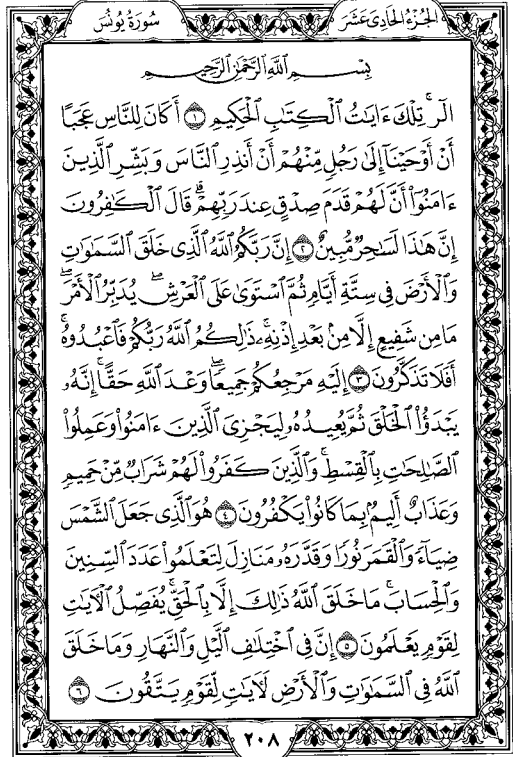 سُورَةُ يُونُسَ
الجُزْءُ الحَادِى عَشَرَ
بِسْمِ ٱللَّهِ ٱلرَّحْمَٰنِ ٱلرَّحِيمِ
الٓرۚ تِلْكَ ءَايَٰتُ ٱلْكِتَٰبِ ٱلْحَكِيمِ ١ أَكَانَ لِلنَّاسِ عَجَبًا
أَنْ أَوْحَيْنَآ إِلَىٰ رَجُلٍ مِّنْهُمْ أَنْ أَنذِرِ ٱلنَّاسَ وَبَشِّرِ ٱلَّذِينَ
ءَامَنُوٓا۟ أَنَّ لَهُمْ قَدَمَ صِدْقٍ عِندَ رَبِّهِمْۗ قَالَ ٱلْكَٰفِرُونَ
إِنَّ هَٰذَا لَسَٰحِرٌ مُّبِينٌ ٢ إِنَّ رَبَّكُمُ ٱللَّهُ ٱلَّذِى خَلَقَ ٱلسَّمَٰوَٰتِ
وَٱلْأَرْضَ فِى سِتَّةِ أَيَّامٍ ثُمَّ ٱسْتَوَىٰ عَلَى ٱلْعَرْشِۖ يُدَبِّرُ ٱلْأَمْرَۖ
مَا مِن شَفِيعٍ إِلَّا مِنۢ بَعْدِ إِذْنِهِۦۚ ذَٰلِكُمُ ٱللَّهُ رَبُّكُمْ فَٱعْبُدُوهُۚ
أَفَلَا تَذَكَّرُونَ ٣ إِلَيْهِ مَرْجِعُكُمْ جَمِيعًاۖ وَعْدَ ٱللَّهِ حَقًّاۚ إِنَّهُۥ
يَبْدَؤُا۟ ٱلْخَلْقَ ثُمَّ يُعِيدُهُۥ لِيَجْزِىَ ٱلَّذِينَ ءَامَنُوا۟ وَعَمِلُوا۟
ٱلصَّٰلِحَٰتِ بِٱلْقِسْطِۚ وَٱلَّذِينَ كَفَرُوا۟ لَهُمْ شَرَابٌ مِّنْ حَمِيمٍ
وَعَذَابٌ أَلِيمٌۢ بِمَا كَانُوا۟ يَكْفُرُونَ ٤ هُوَ ٱلَّذِى جَعَلَ ٱلشَّمْسَ
ضِيَآءً وَٱلْقَمَرَ نُورًا وَقَدَّرَهُۥ مَنَازِلَ لِتَعْلَمُوا۟ عَدَدَ ٱلسِّنِينَ
وَٱلْحِسَابَۚ مَا خَلَقَ ٱللَّهُ ذَٰلِكَ إِلَّا بِٱلْحَقِّۚ يُفَصِّلُ ٱلْءَايَٰتِ
لِقَوْمٍ يَعْلَمُونَ ٥ إِنَّ فِى ٱخْتِلَٰفِ ٱلَّيْلِ وَٱلنَّهَارِ وَمَا خَلَقَ
ٱللَّهُ فِى ٱلسَّمَٰوَٰتِ وَٱلْأَرْضِ لَءَايَٰتٍ لِّقَوْمٍ يَتَّقُونَ ٦
٢٠٨